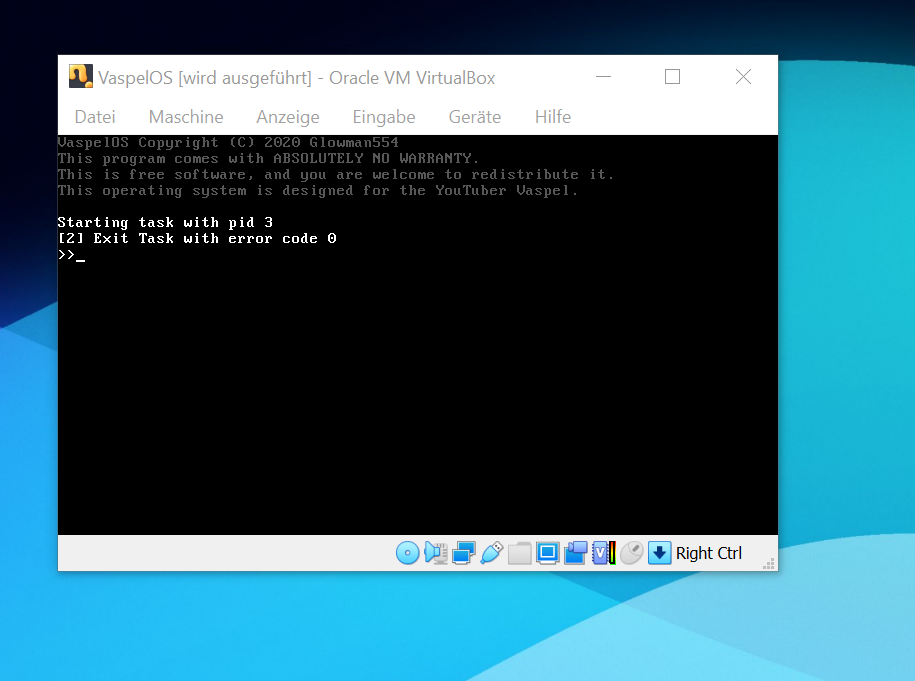 VaspelOS [wird ausgeführt] - Oracle VM VirtualBox
Datei Maschine Anzeige Eingabe Geräte Hilfe
VaspelOS Copyright (C) 2020 Glowman554
This program comes with ABSOLUTELY NO WARRANTY.
This is free software, and you are welcome to redistribute it.
This operating system is designed for the YouTuber Vaspel.
Starting task with pid 3
[2] Exit Task with error code 0
>>_
V
Right Ctrl